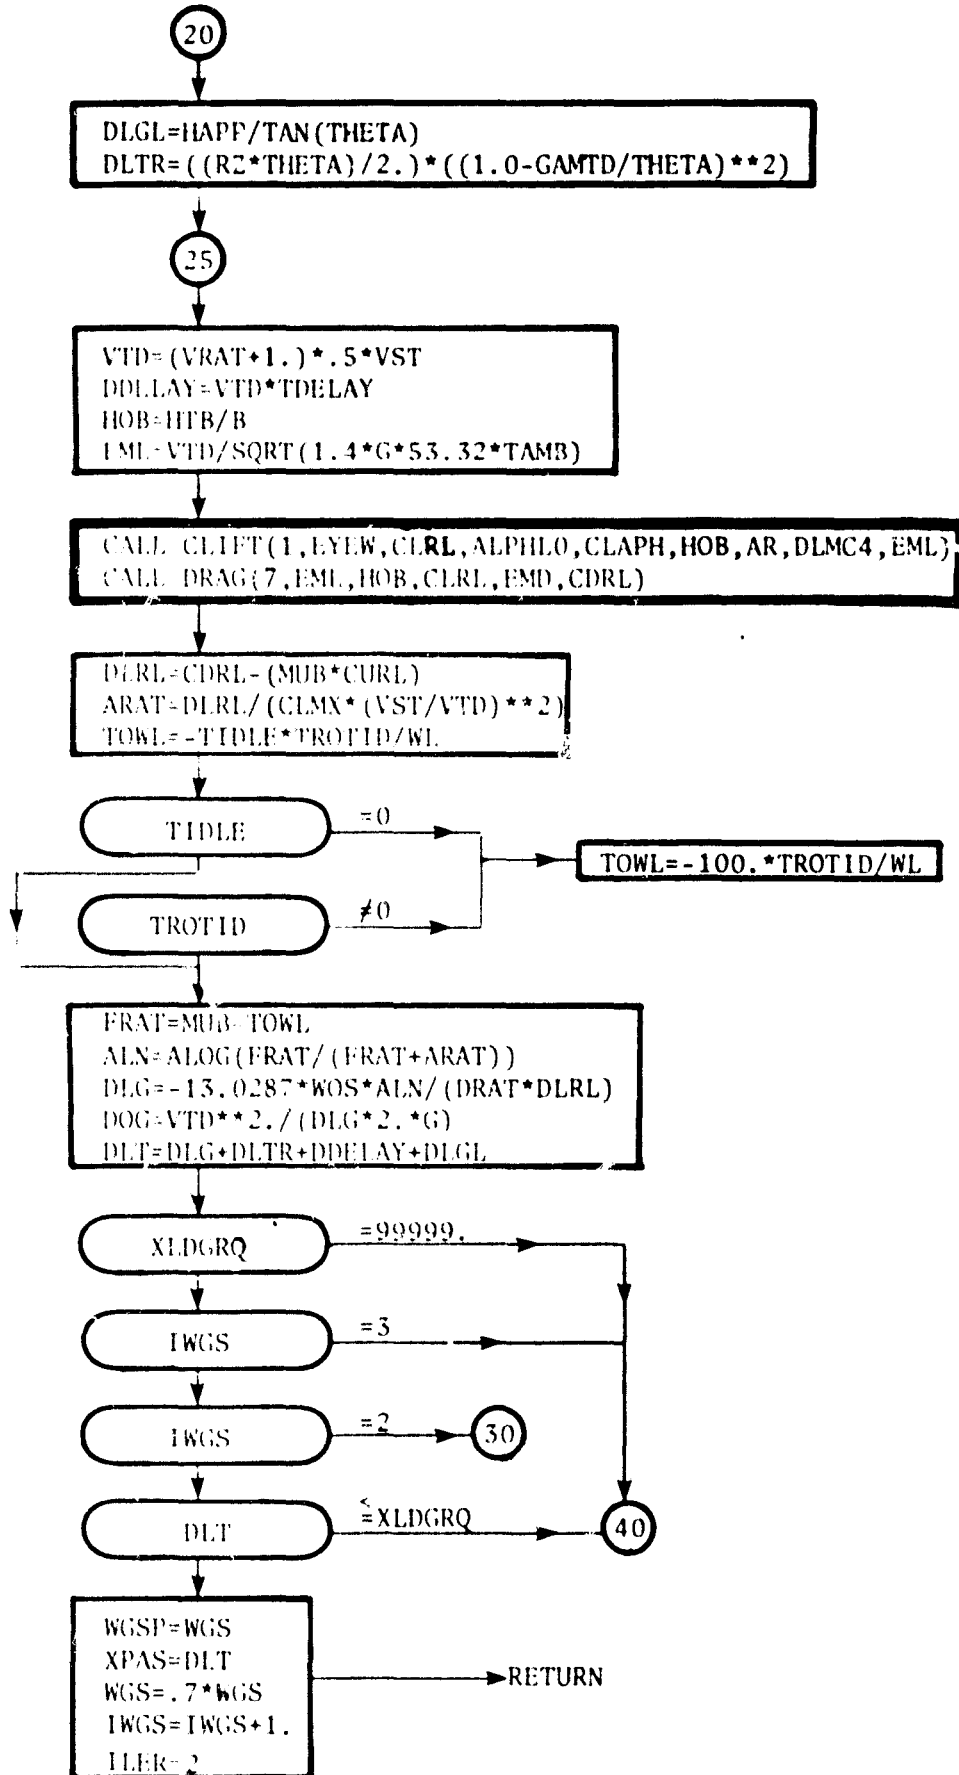 20
DLGL=HAPP/TAN(THETA)
DLTR=((RZ*THETA)/2.)*((1.0-GAMTD/THETA)**2)
25
VTD=(VRAT+1.)*.5*VST
DDELAY=VTD*TDELAY
HOB=HTB/B
EML=VTD/SQRT(1.4*G*53.32*TAMB)
CALL CLIFT(1,EYEW,CLRL,ALPHL0,CLAPH,HOB,AR,DLMC4,EML)
CALL DRAG(7,EML,HOB,CLRL,EMD,CDRL)
DLRL=CDRL-(MUB*CURL)
ARAT=DLRL/(CLMX*(VST/VTD)**2)
TOWL=-TIDLE*TROTID/WL
TIDLE
=0
TOWL=-100.*TROTID/WL
TROTID
≠0
FRAT=MUB-TOWL
ALN=ALOG(FRAT/(FRAT+ARAT))
DLG=-13.0287*WOS*ALN/(DRAT*DLRL)
DOG=VTD**2./(DLG*2.*G)
DLT=DLG+DLTR+DDELAY+DLGL
XLDGRQ
=99999.
IWGS
=3
IWGS
=2
30
DLT
≤XLDGRQ
40
WGSP=WGS
XPAS=DLT
WGS=.7*WGS
IWGS=IWGS+1.
ILER=2
RETURN